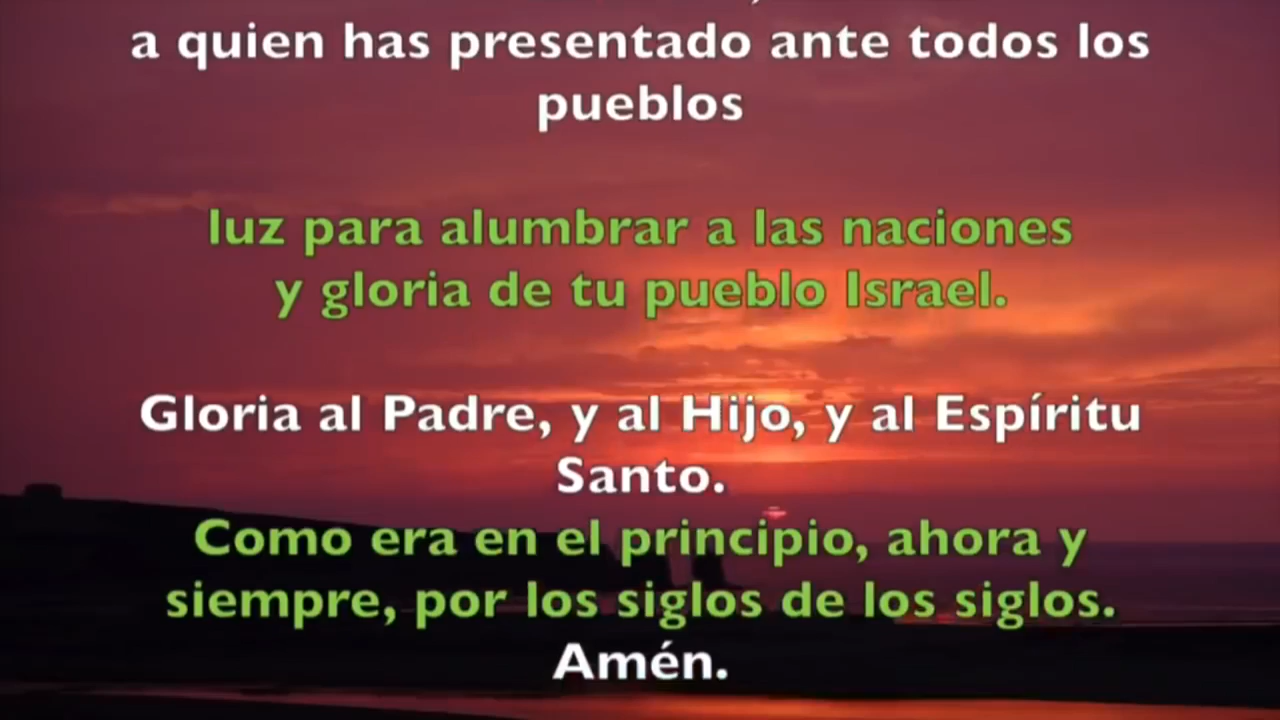 a quien has presentado ante todos los
pueblos
luz para alumbrar a las naciones
y gloria de tu pueblo Israel.
Gloria al Padre, y al Hijo, y al Espíritu
Santo.
Como era en el principio, ahora y
siempre, por los siglos de los siglos.
Amén.